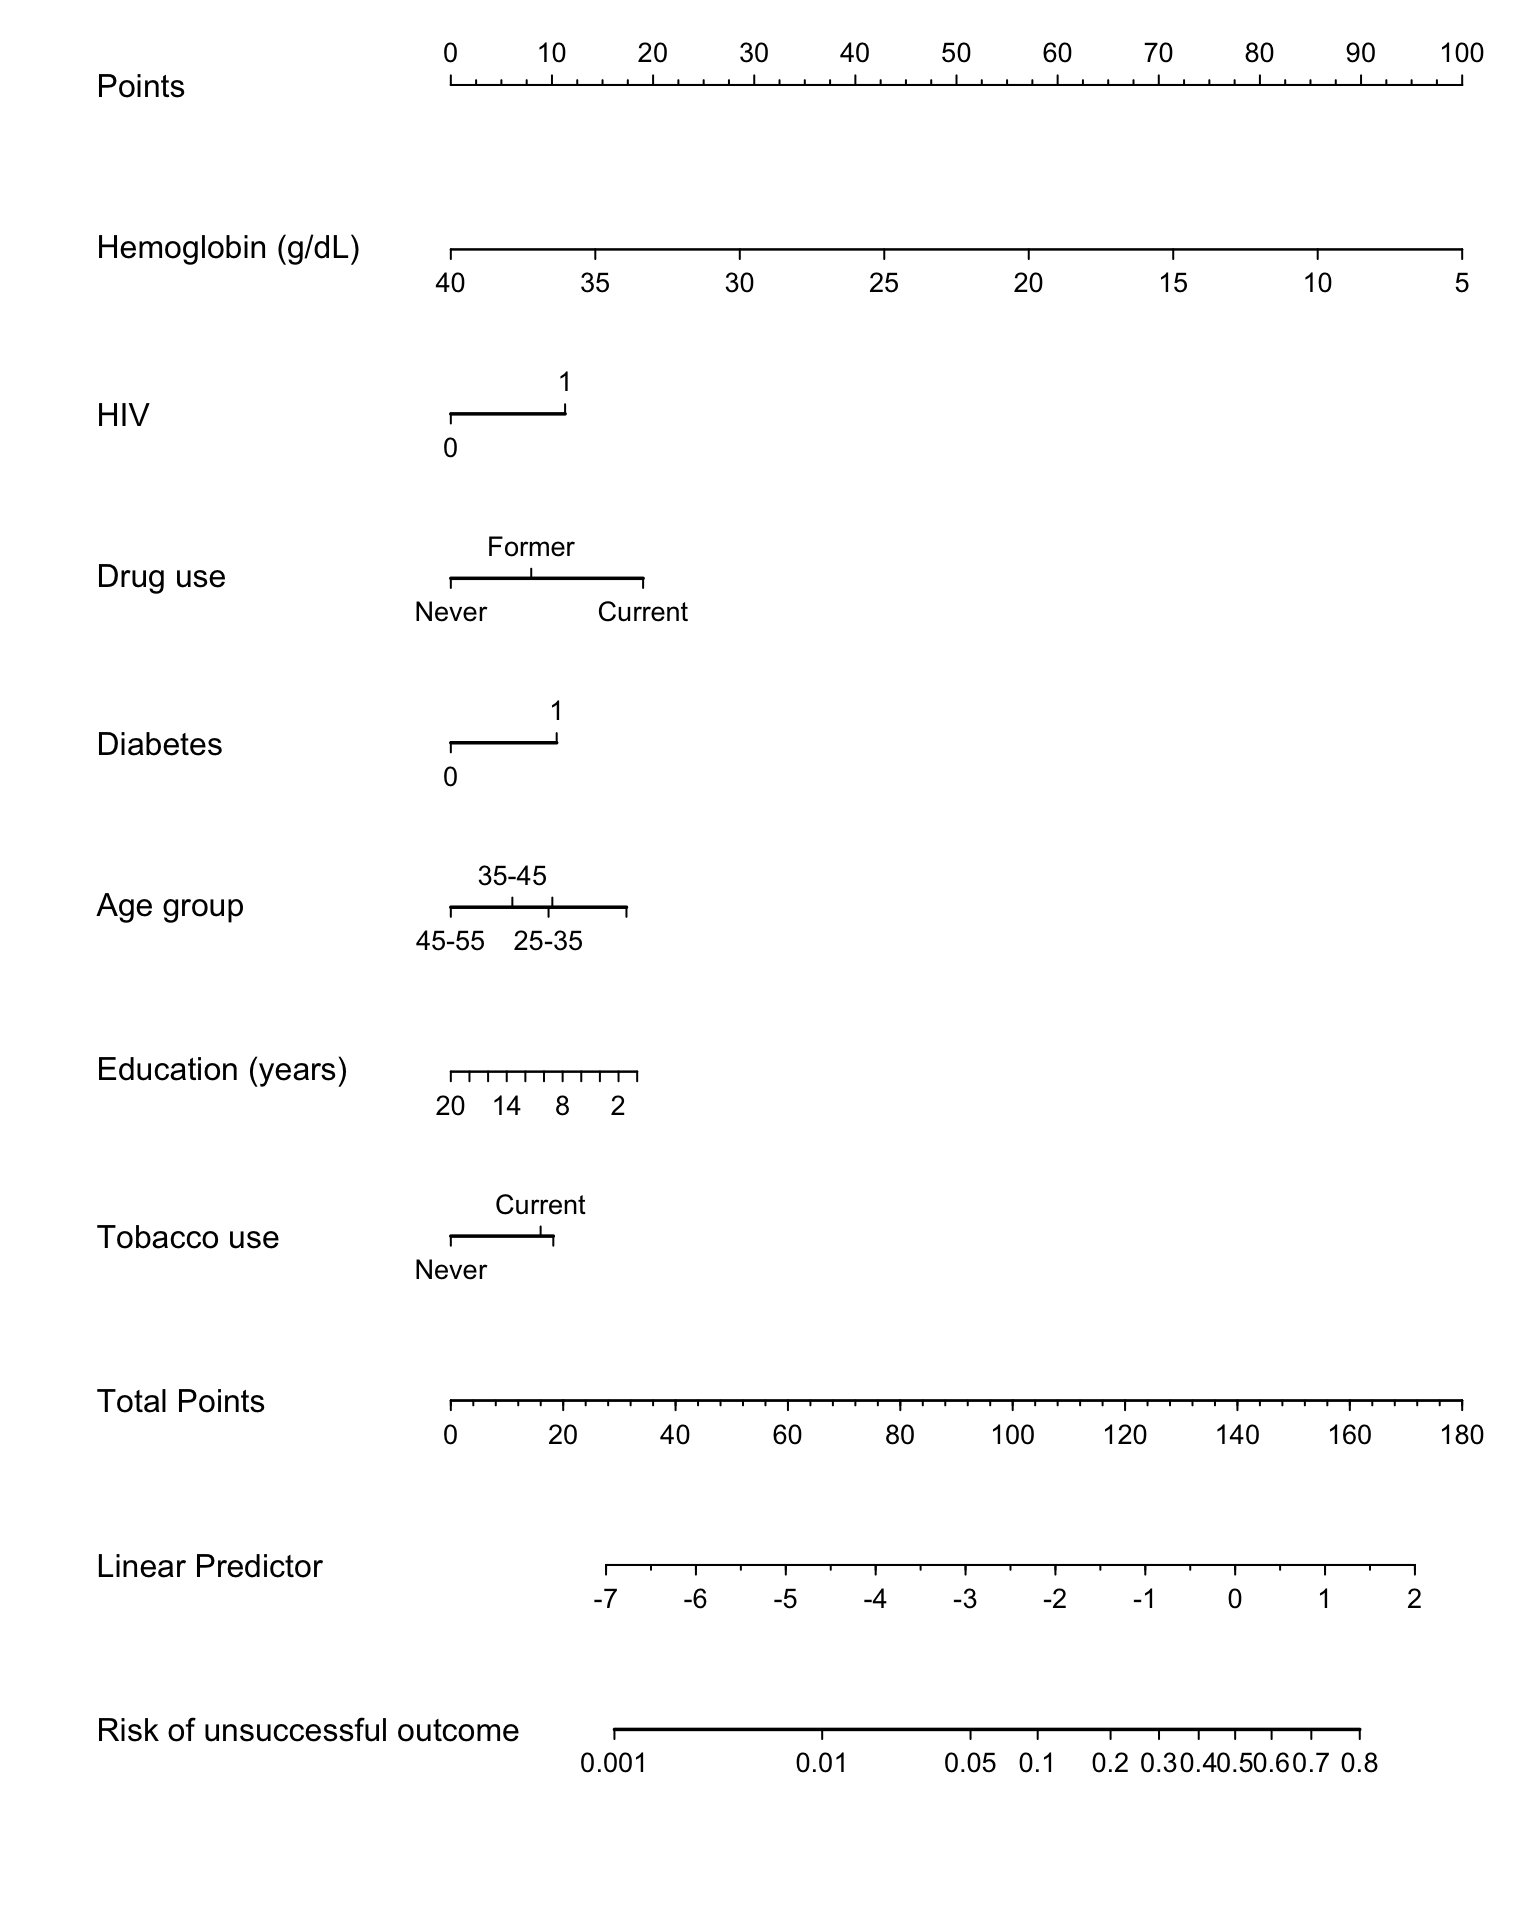 0 10 20 30 40 50 60 70 80 90 100
Points
Hemoglobin (g/dL)
40 35 30 25 20 15 10 5
1
HIV
0
Former
Drug use
Never Current
1
Diabetes
0
35-45
Age group
45-55 25-35
Education (years)
20 14 8 2
Current
Tobacco use
Never
Total Points
0 20 40 60 80 100 120 140 160 180
Linear Predictor
-7 -6 -5 -4 -3 -2 -1 0 1 2
Risk of unsuccessful outcome
0.001 0.01 0.05 0.1 0.2 0.3 0.4 0.5 0.6 0.7 0.8